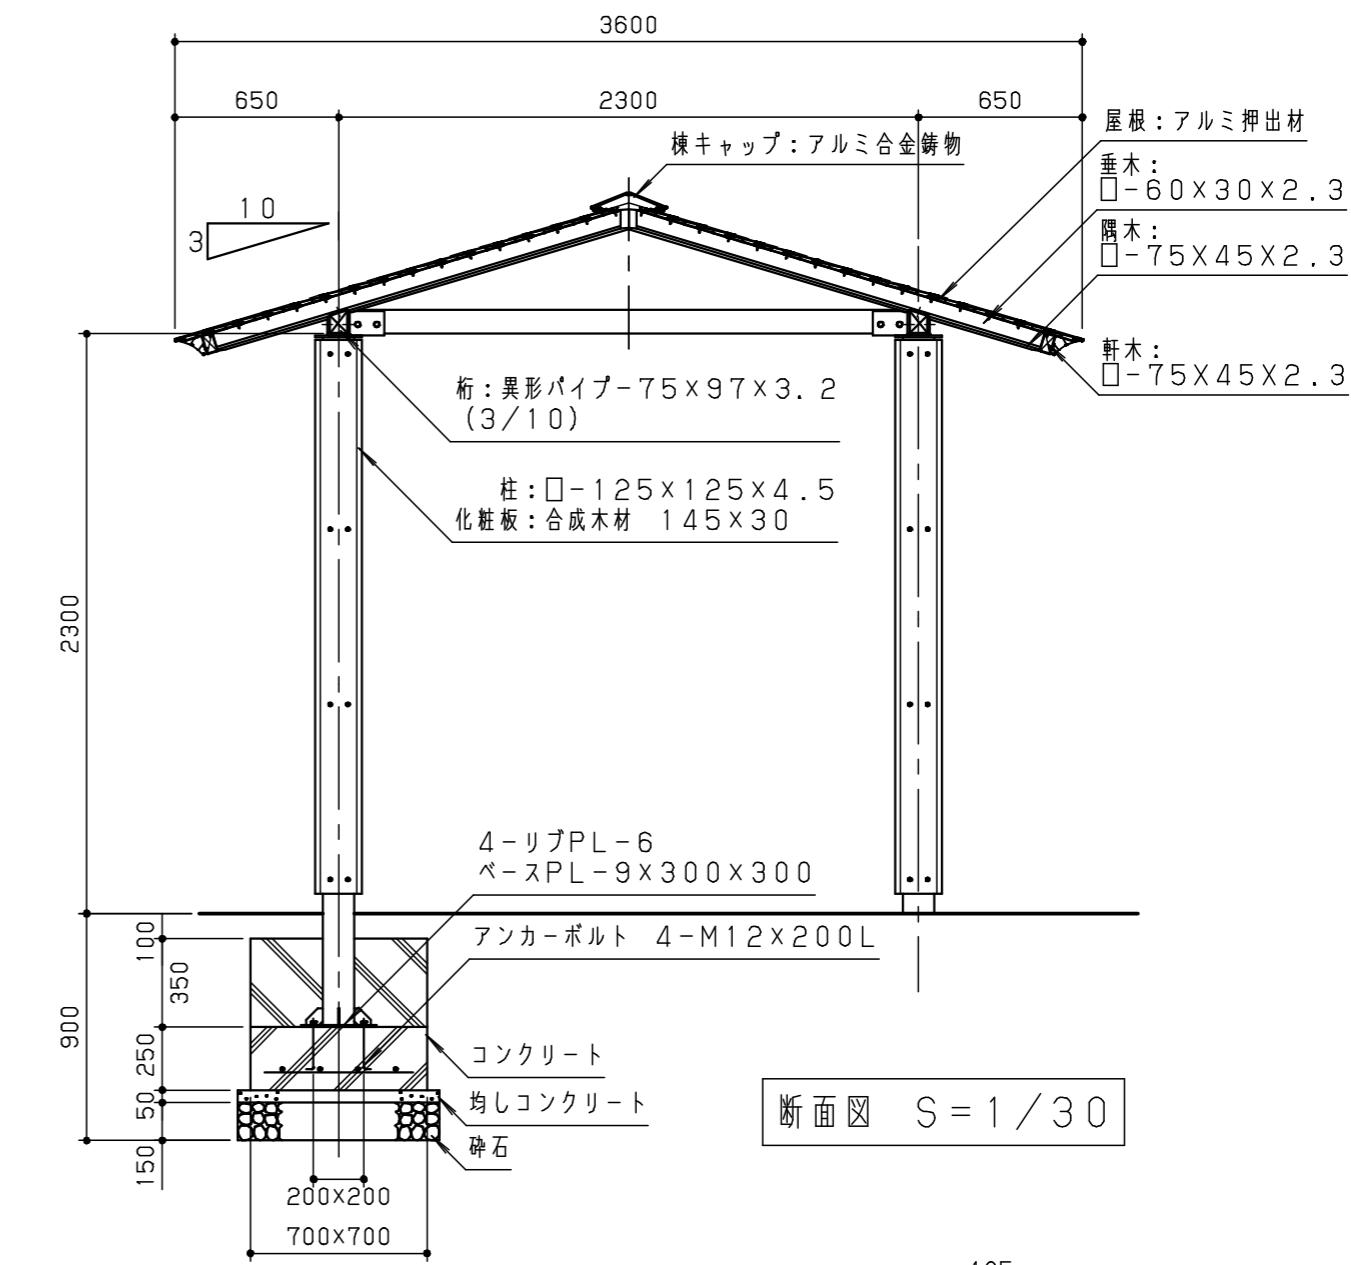 3600
650
2300
650
棟キャップ：アルミ合金鋳物
屋根：アルミ押出材
垂木：
□-60×30×2.3
隅木：
□-75×45×2.3
軒木：
□-75×45×2.3
10
3
桁：異形パイプ-75×97×3.2
(3/10)
柱：□-125×125×4.5
化粧板：合成木材 145×30
2300
4-リブPL-6
ベースPL-9×300×300
アンカーボルト 4-M12×200L
100
350
900
250
50
150
コンクリート
均しコンクリート
砕石
200×200
700×700
断面図 S=1/30